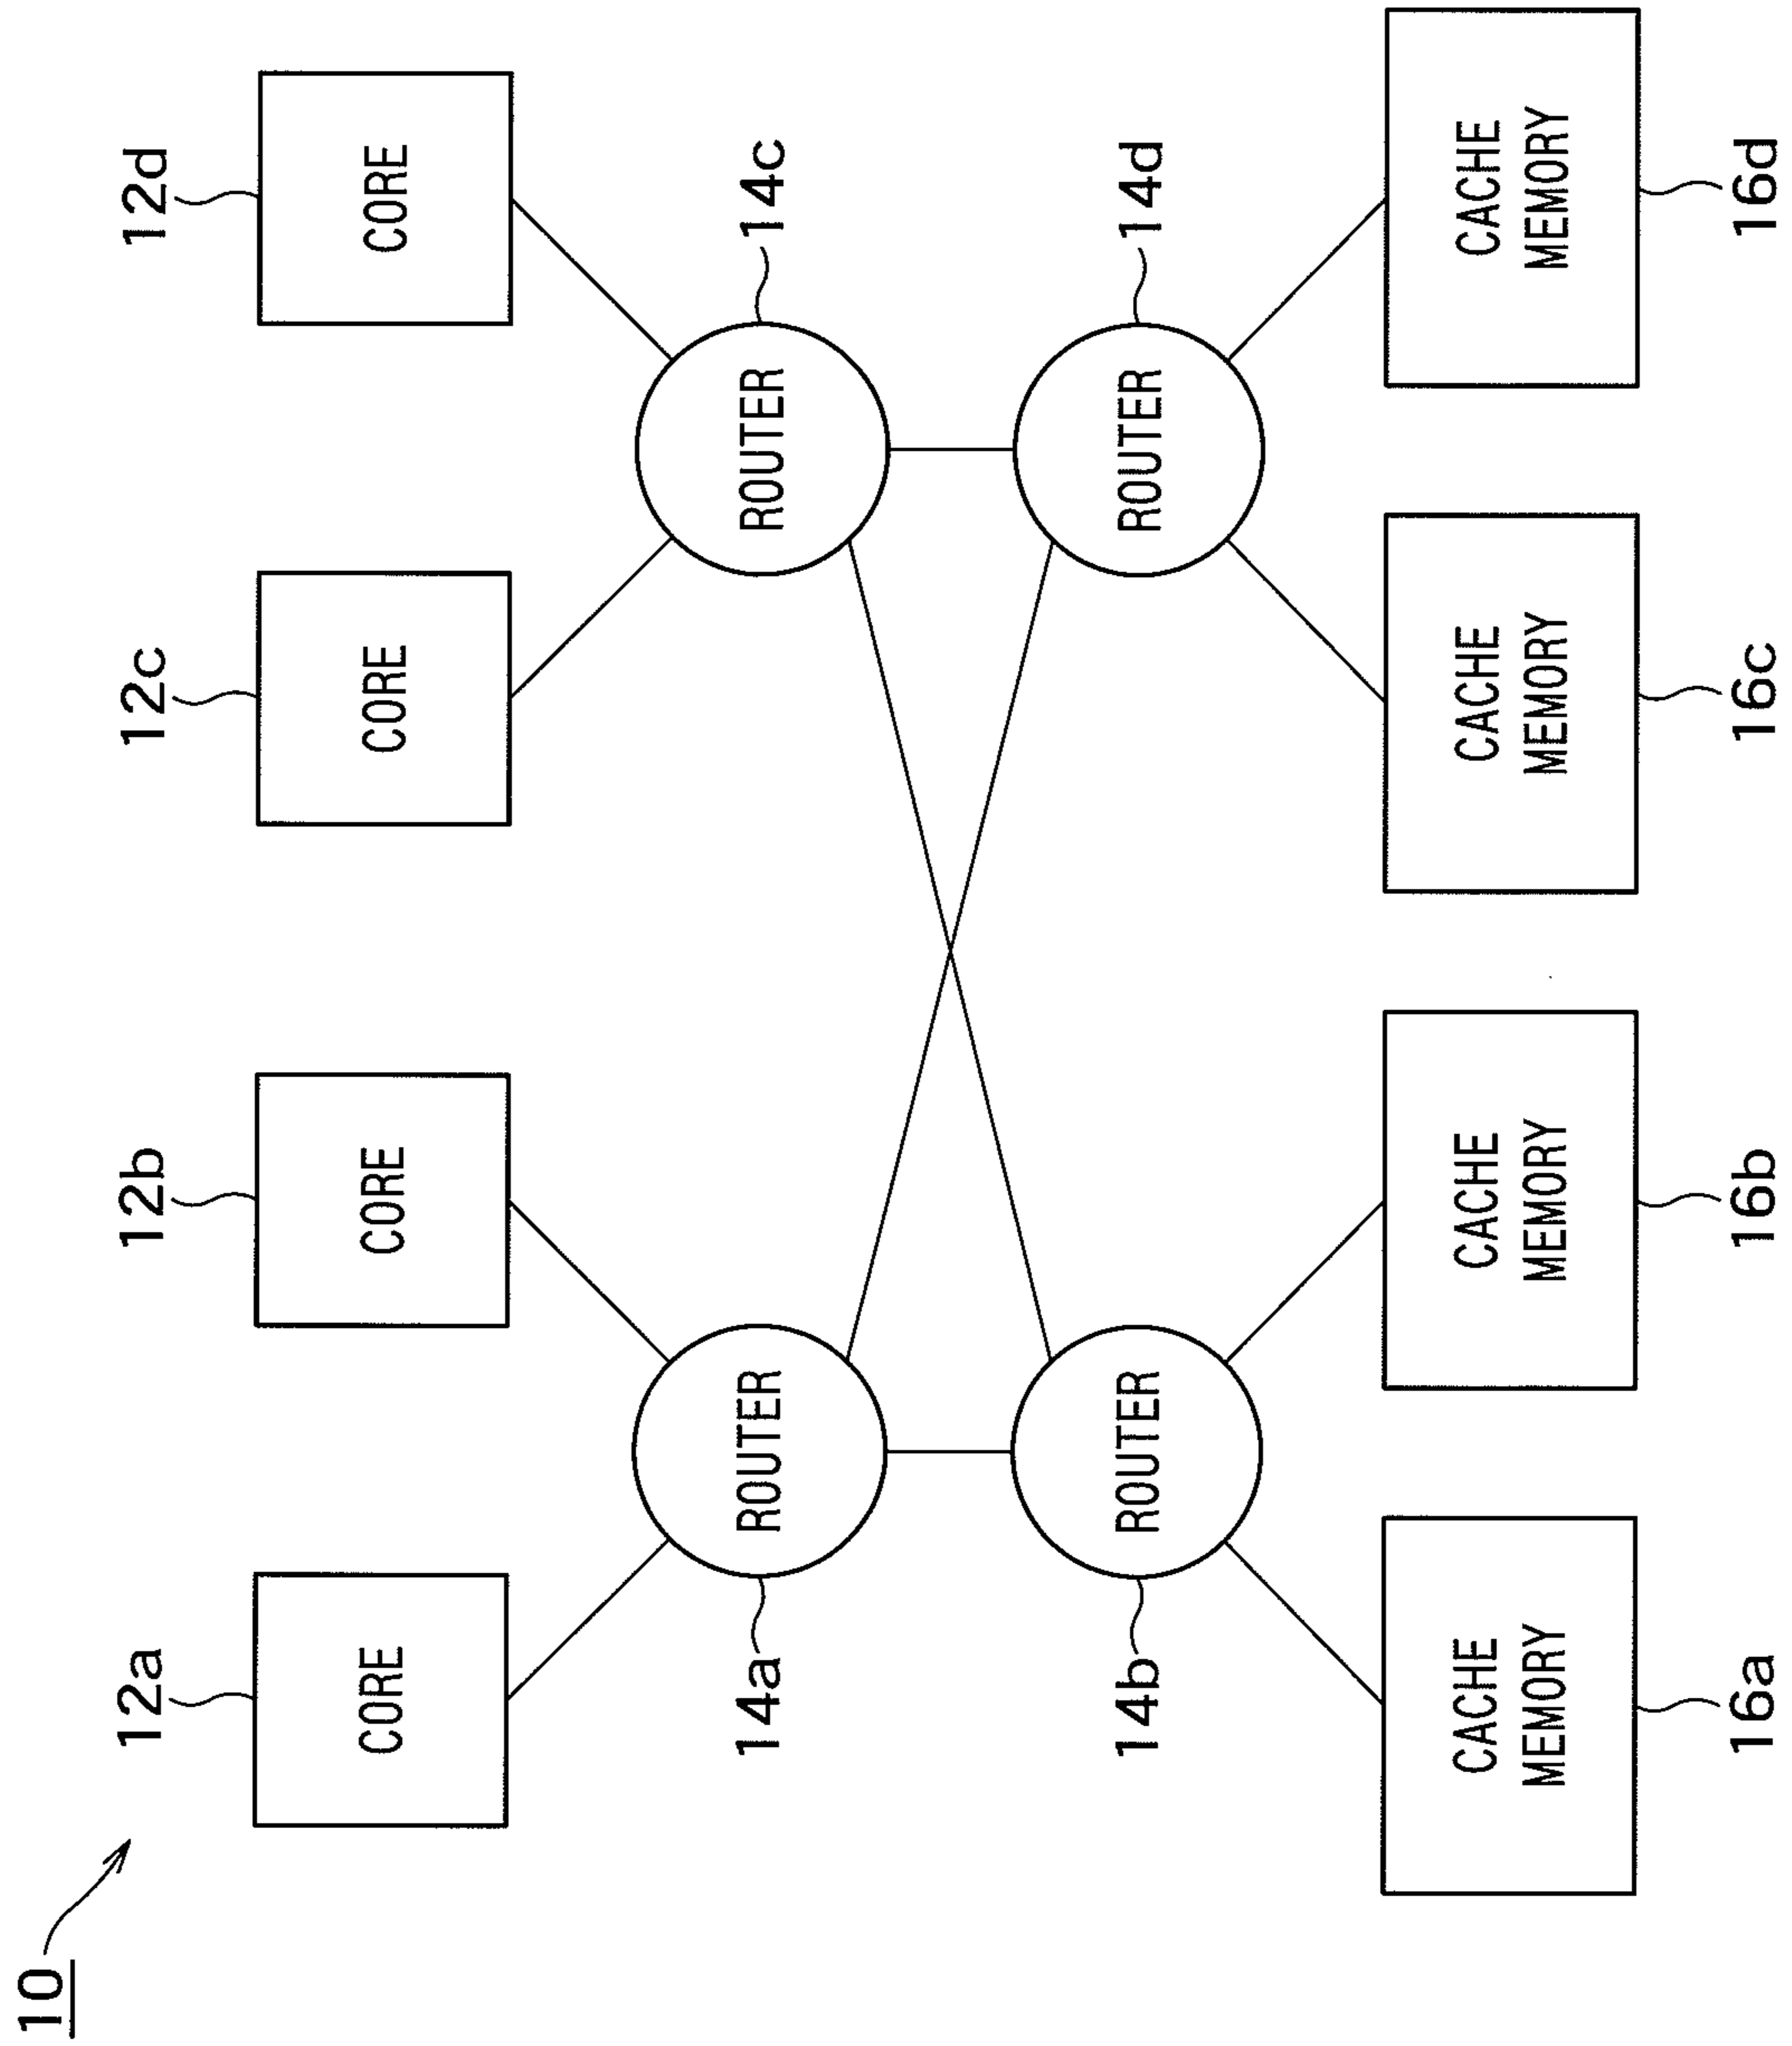 10
12a
12b
12c
12d
CORE
CORE
CORE
CORE
ROUTER
ROUTER
14a
14c
ROUTER
ROUTER
14b
14d
CACHE
MEMORY
CACHE
MEMORY
CACHE
MEMORY
CACHE
MEMORY
16a
16b
16c
16d